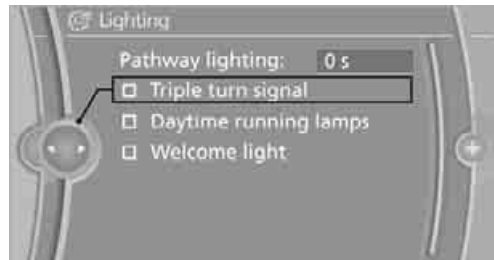 Lighting
Pathway lighting: 0 s
Triple turn signal
Daytime running lamps
Welcome light